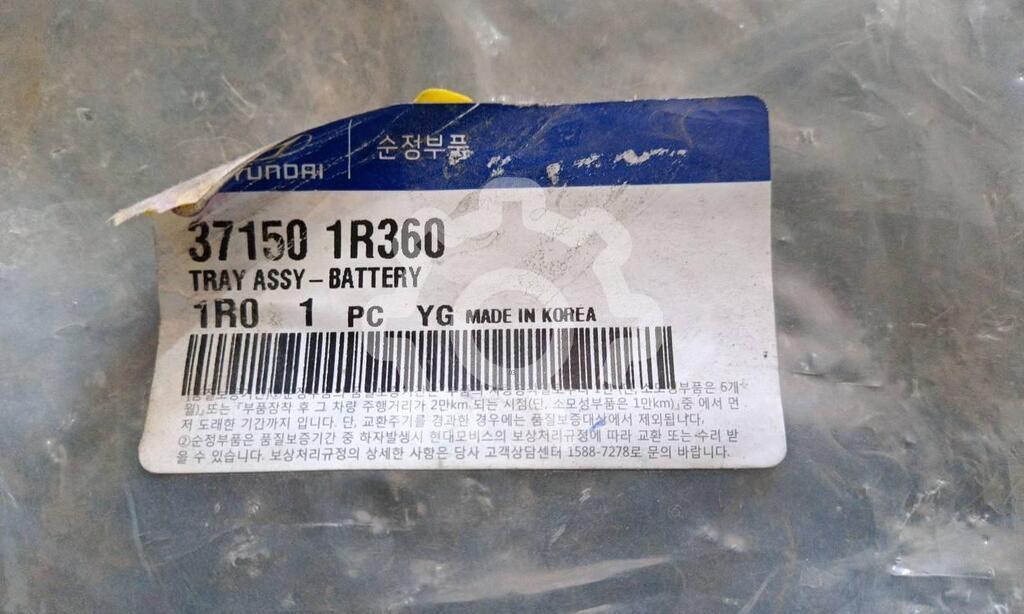 YUNDAI 순정부품
37150 1R360
TRAY ASSY – BATTERY
1R0 1 PC YG MADE IN KOREA
소모성부품은 6개
월)』또는 『부품장착 후 그 차량 주행거리가 2만km 되는 시점(단, 소모성부품은 1만km)』중 에서 먼
저 도래한 기간까지 입니다. 단, 교환주기를 경과한 경우에는 품질보증대상에서 제외됩니다.
②순정부품은 품질보증기간 중 하자발생시 현대모비스의 보상처리규정에 따라 교환 또는 수리 받
을 수 있습니다. 보상처리규정의 상세한 사항은 당사 고객상담센터 1588-7278로 문의 바랍니다.